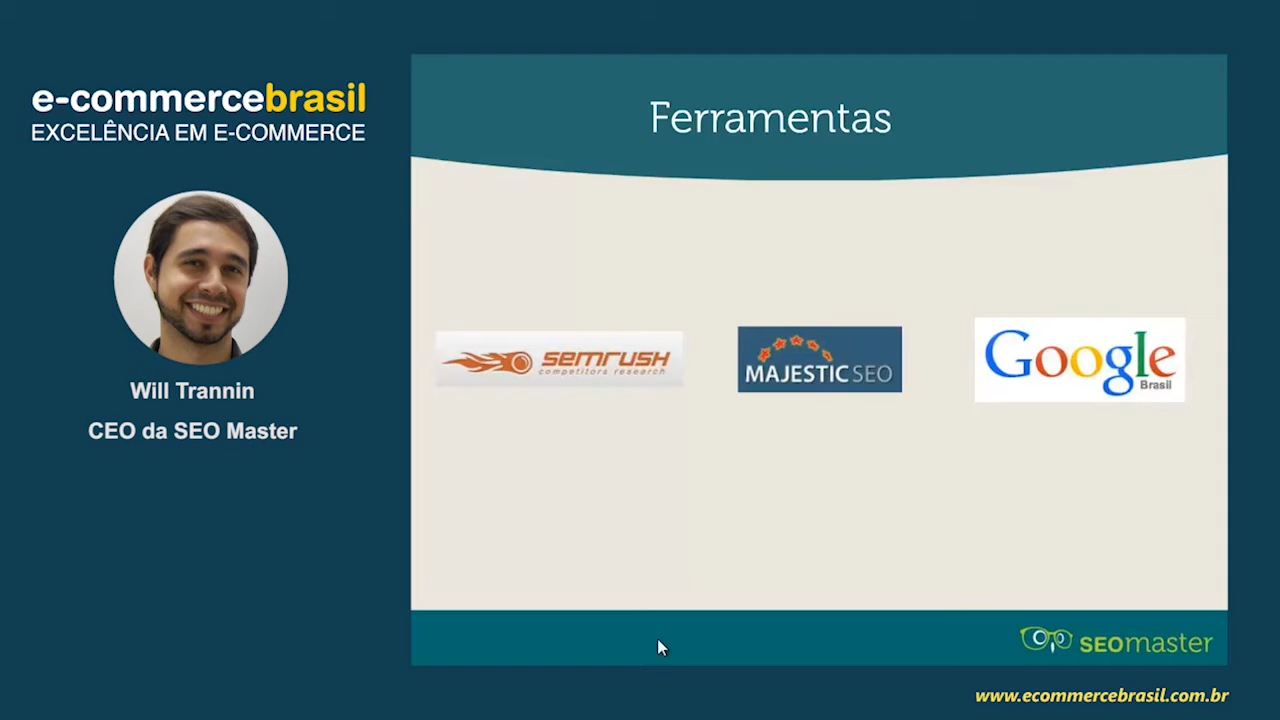 e-commercebrasil
EXCELÊNCIA EM E-COMMERCE
Will Trannin
CEO da SEO Master
Ferramentas
semrush
competitors research
MAJESTIC SEO
Google
Brasil
SEOmaster
www.ecommercebrasil.com.br